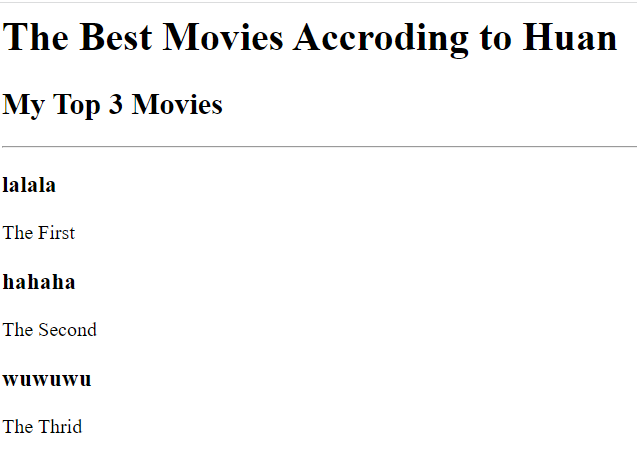 The Best Movies Accroding to Huan
My Top 3 Movies
lalala
The First
hahaha
The Second
wuwuwu
The Thrid